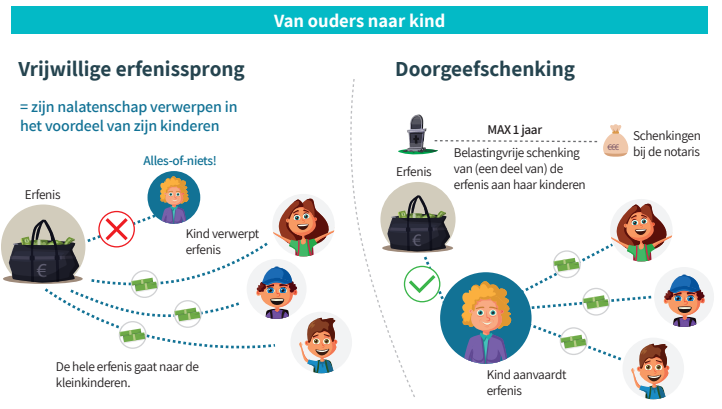 Van ouders naar kind
Vrijwillige erfenissprong
= zijn nalatenschap verwerpen in
het voordeel van zijn kinderen
Alles-of-niets!
Erfenis
€
Kind verwerpt
erfenis
De hele erfenis gaat naar de
kleinkinderen.
Doorgeefschenking
MAX 1 jaar
Belastingvrije schenking
van (een deel van) de
erfenis aan haar kinderen
€€€
Schenkingen
bij de notaris
Erfenis
€
Kind aanvaardt
erfenis